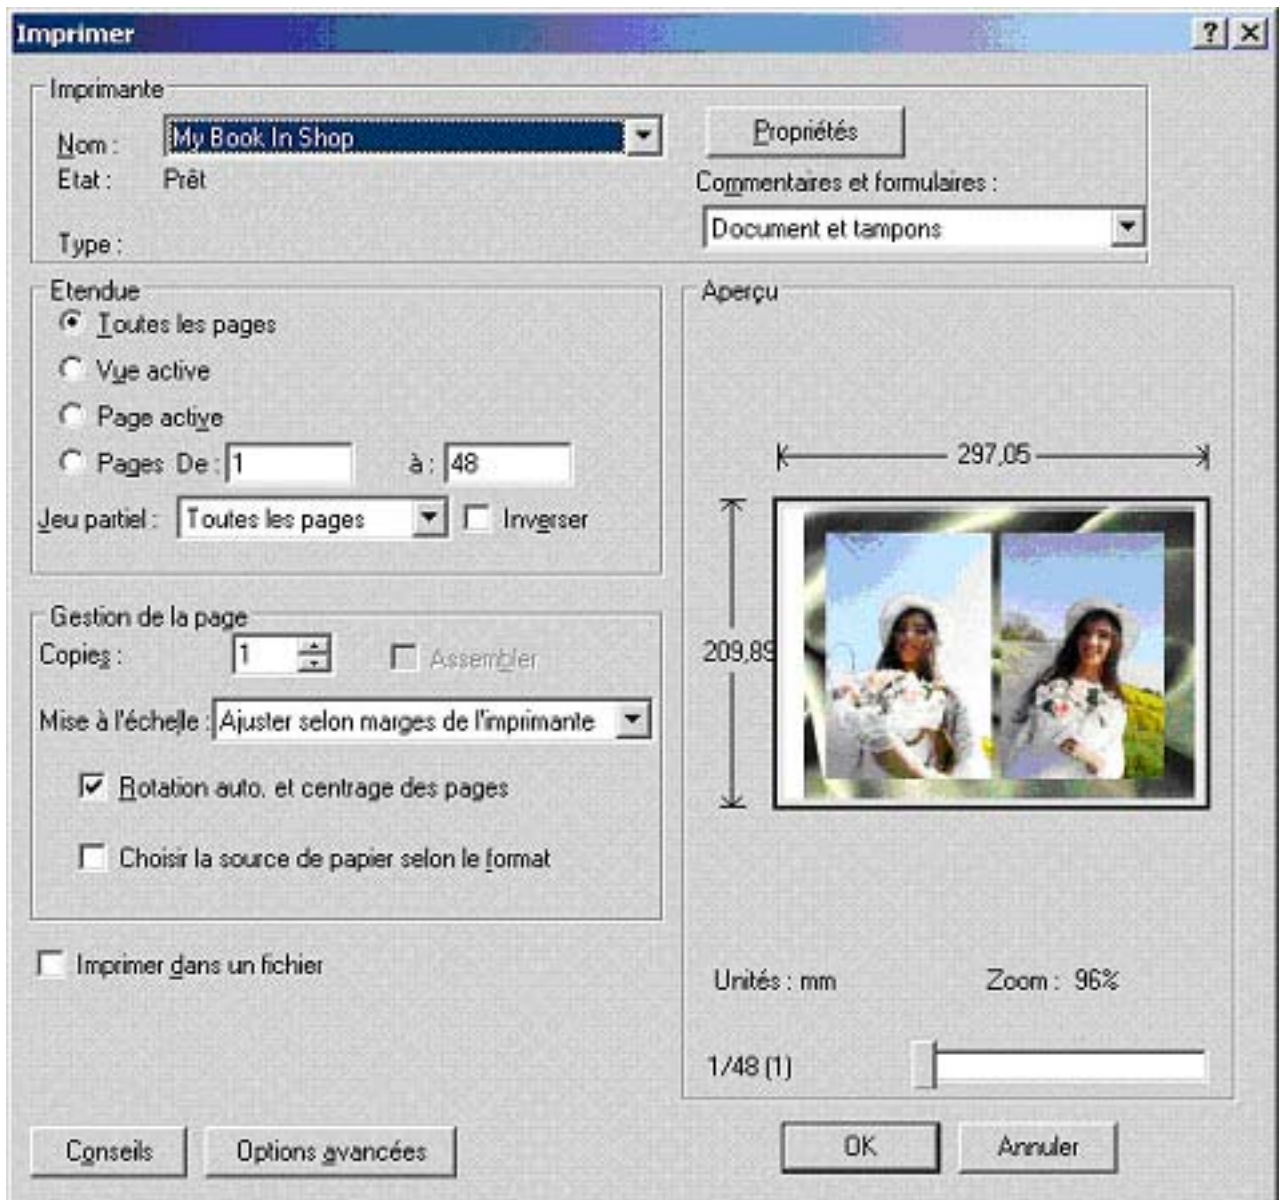 Imprimer
Imprimante
Nom : My Book In Shop
Propriétés
Etat : Prêt
Commentaires et formulaires :
Type :
Document et tampons
Etendue
Toutes les pages
Vue active
Page active
Pages De : 1 à : 48
Jeu partiel : Toutes les pages Inverser
Gestion de la page
Copies : 1 Assembler
Mise à l'échelle : Ajuster selon marges de l'imprimante
Rotation auto. et centrage des pages
Choisir la source de papier selon le format
Imprimer dans un fichier
Aperçu
297,05
209,89
Unités : mm Zoom : 96%
1/48 (1)
Conseils Options avancées OK Annuler